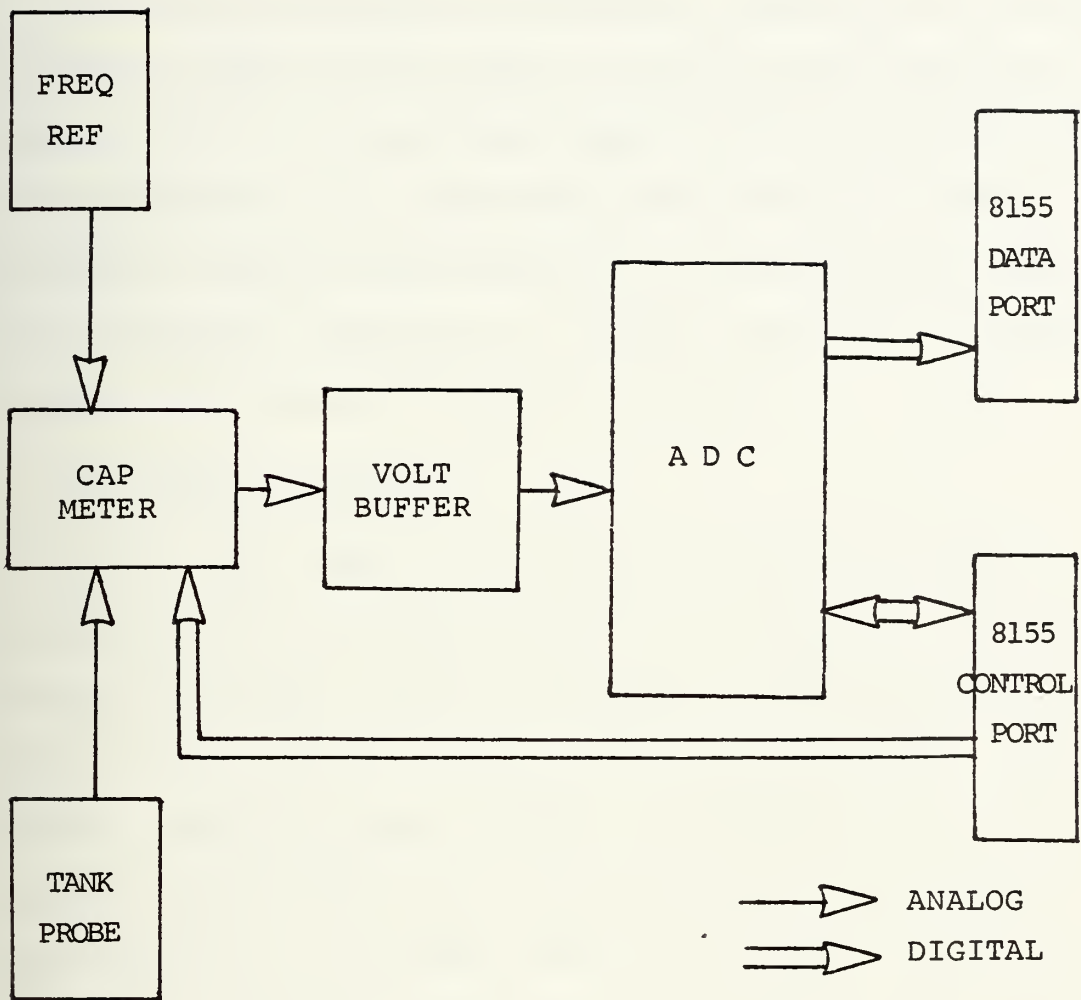 FREQ
REF
8155
DATA
PORT
CAP
METER
VOLT
BUFFER
A D C
8155
CONTROL
PORT
TANK
PROBE
ANALOG
DIGITAL